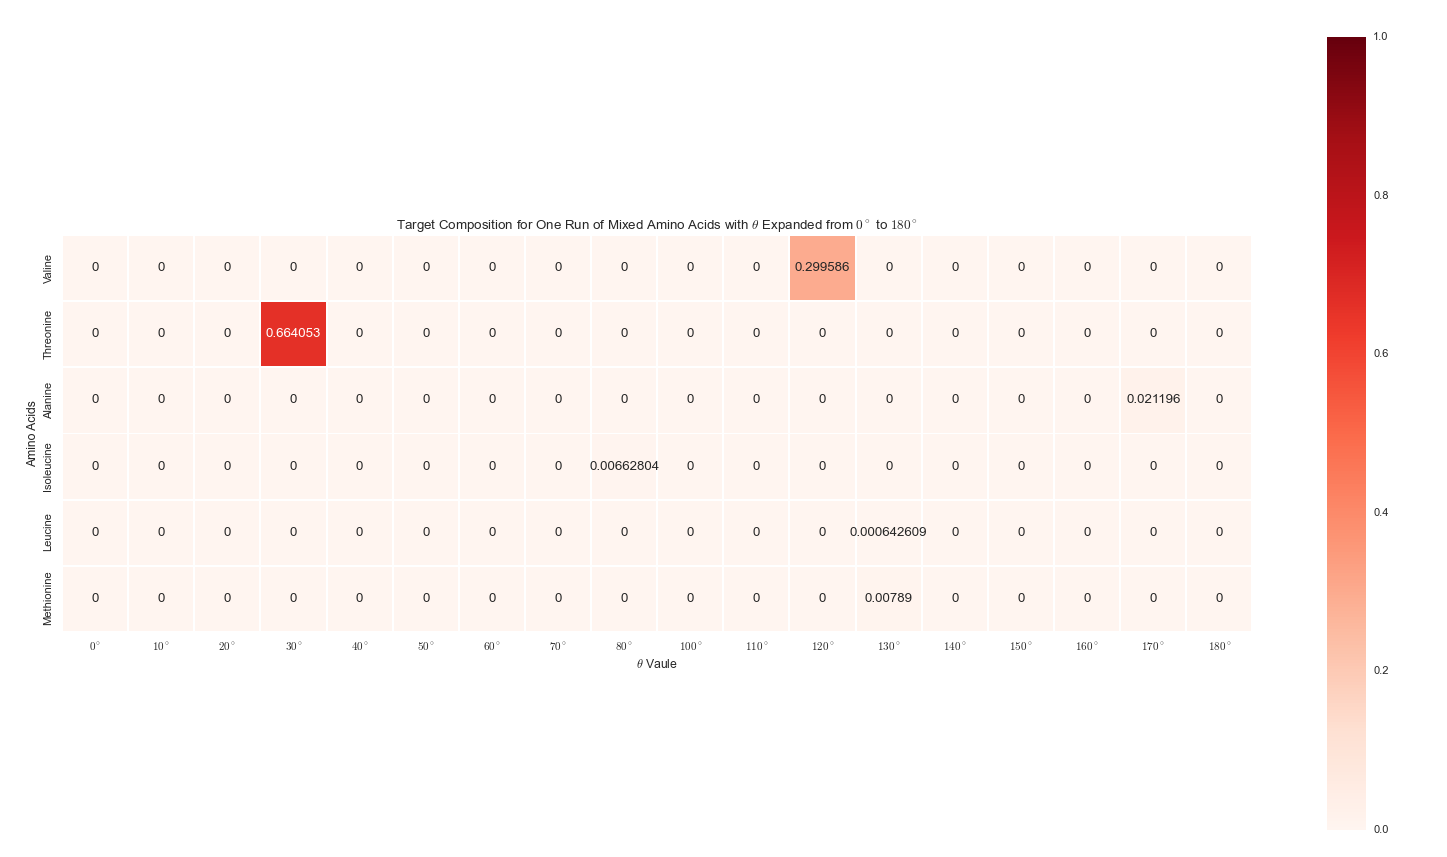 Target Composition for One Run of Mixed Amino Acids with θ Expanded from 0° to 180°
Amino Acids
Valine 0 0 0 0 0 0 0 0 0 0 0 0.299586 0 0 0 0 0 0
Threonine 0 0 0 0.664053 0 0 0 0 0 0 0 0 0 0 0 0 0 0
Alanine 0 0 0 0 0 0 0 0 0 0 0 0 0 0 0 0 0.021196 0
Isoleucine 0 0 0 0 0 0 0 0 0.00662804 0 0 0 0 0 0 0 0 0
Leucine 0 0 0 0 0 0 0 0 0 0 0 0 0.000642609 0 0 0 0 0
Methionine 0 0 0 0 0 0 0 0 0 0 0 0 0.00789 0 0 0 0 0
0° 10° 20° 30° 40° 50° 60° 70° 80° 100° 110° 120° 130° 140° 150° 160° 170° 180°
θ Vaule
1.0
0.8
0.6
0.4
0.2
0.0